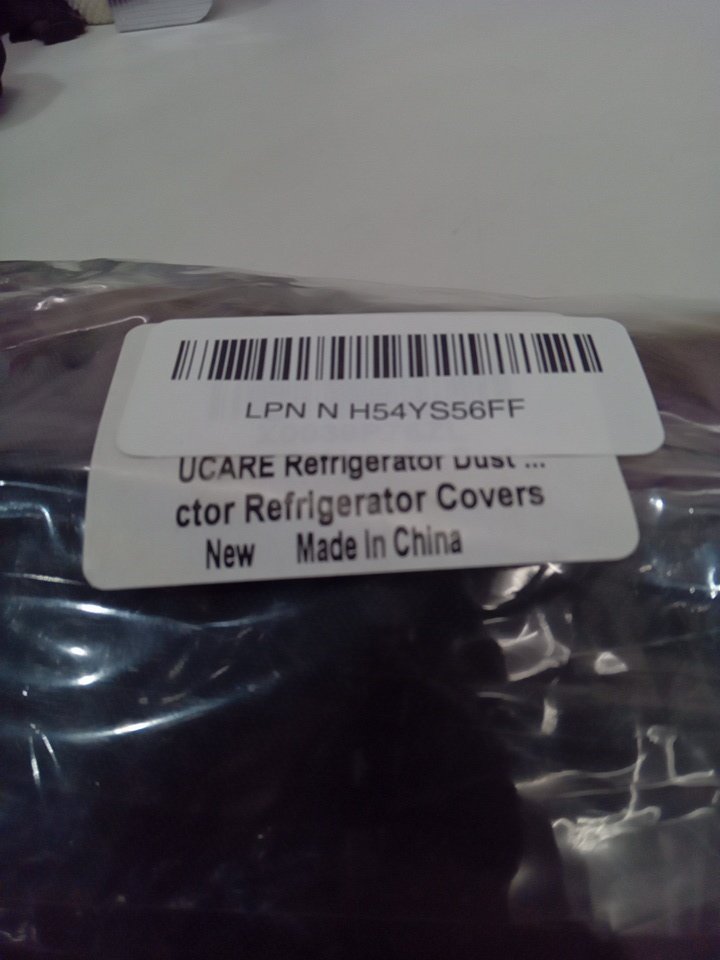 LPN N H54YS56FF
UCARE Refrigerator Dust ...
ctor Refrigerator Covers
New Made In China